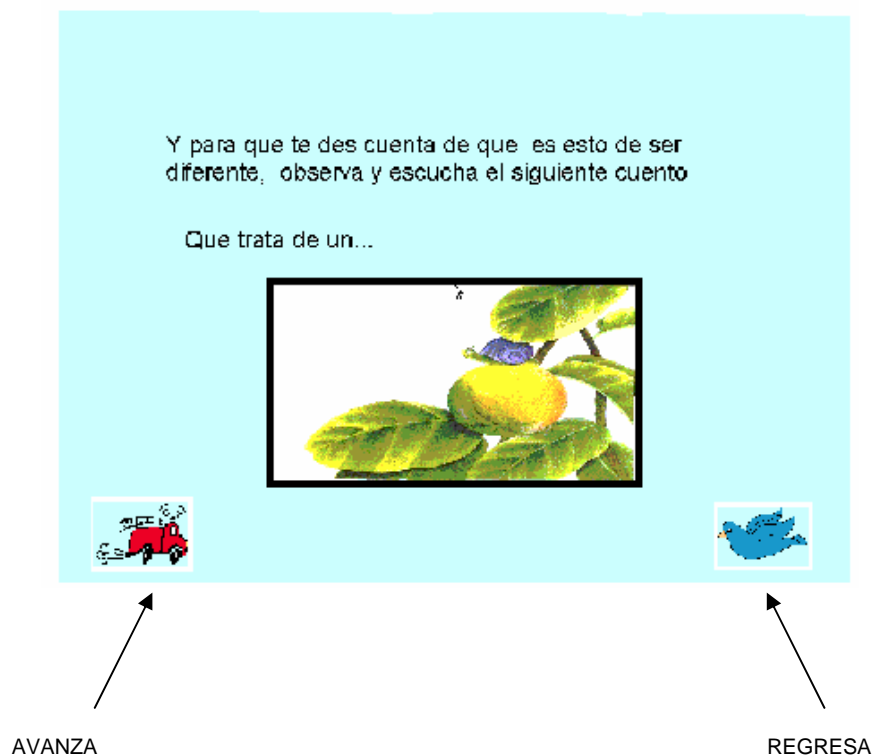 Y para que te des cuenta de que es esto de ser
diferente, observa y escucha el siguiente cuento
Que trata de un...
AVANZA
REGRESA